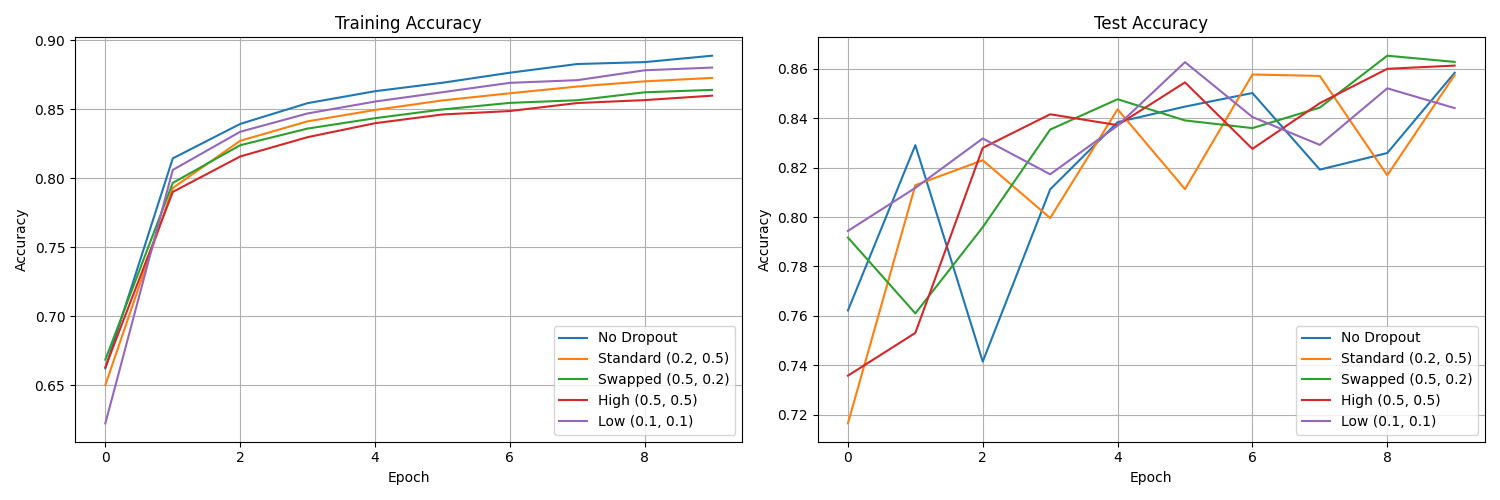 Training Accuracy
0.90
0.85
0.80
0.75
0.70
0.65
Accuracy
0 2 4 6 8
Epoch
No Dropout
Standard (0.2, 0.5)
Swapped (0.5, 0.2)
High (0.5, 0.5)
Low (0.1, 0.1)
Test Accuracy
0.86
0.84
0.82
0.80
0.78
0.76
0.74
0.72
Accuracy
0 2 4 6 8
Epoch
No Dropout
Standard (0.2, 0.5)
Swapped (0.5, 0.2)
High (0.5, 0.5)
Low (0.1, 0.1)